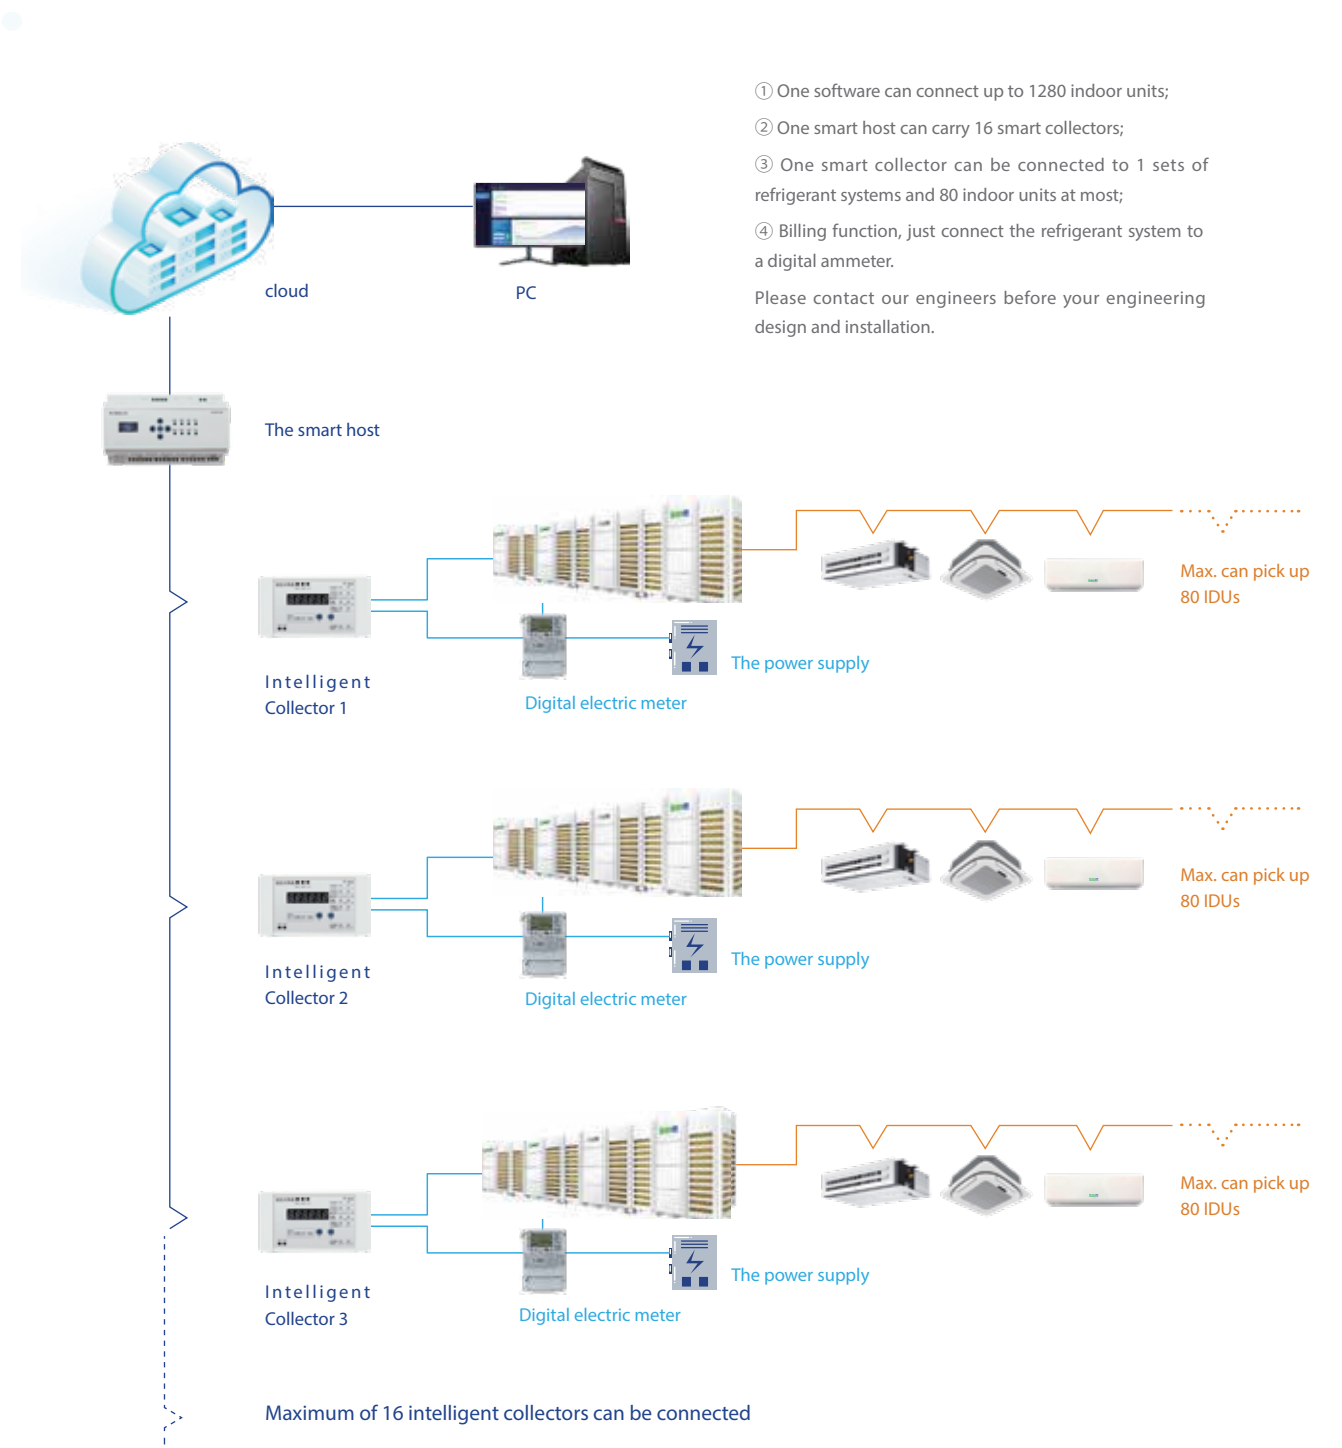 ① One software can connect up to 1280 indoor units;
② One smart host can carry 16 smart collectors;
③ One smart collector can be connected to 1 sets of
refrigerant systems and 80 indoor units at most;
④ Billing function, just connect the refrigerant system to
a digital ammeter.
Please contact our engineers before your engineering
design and installation.
cloud
PC
The smart host
Max. can pick up
80 IDUs
The power supply
Intelligent
Collector 1
Digital electric meter
Max. can pick up
80 IDUs
The power supply
Intelligent
Collector 2
Digital electric meter
Max. can pick up
80 IDUs
The power supply
Intelligent
Collector 3
Digital electric meter
Maximum of 16 intelligent collectors can be connected